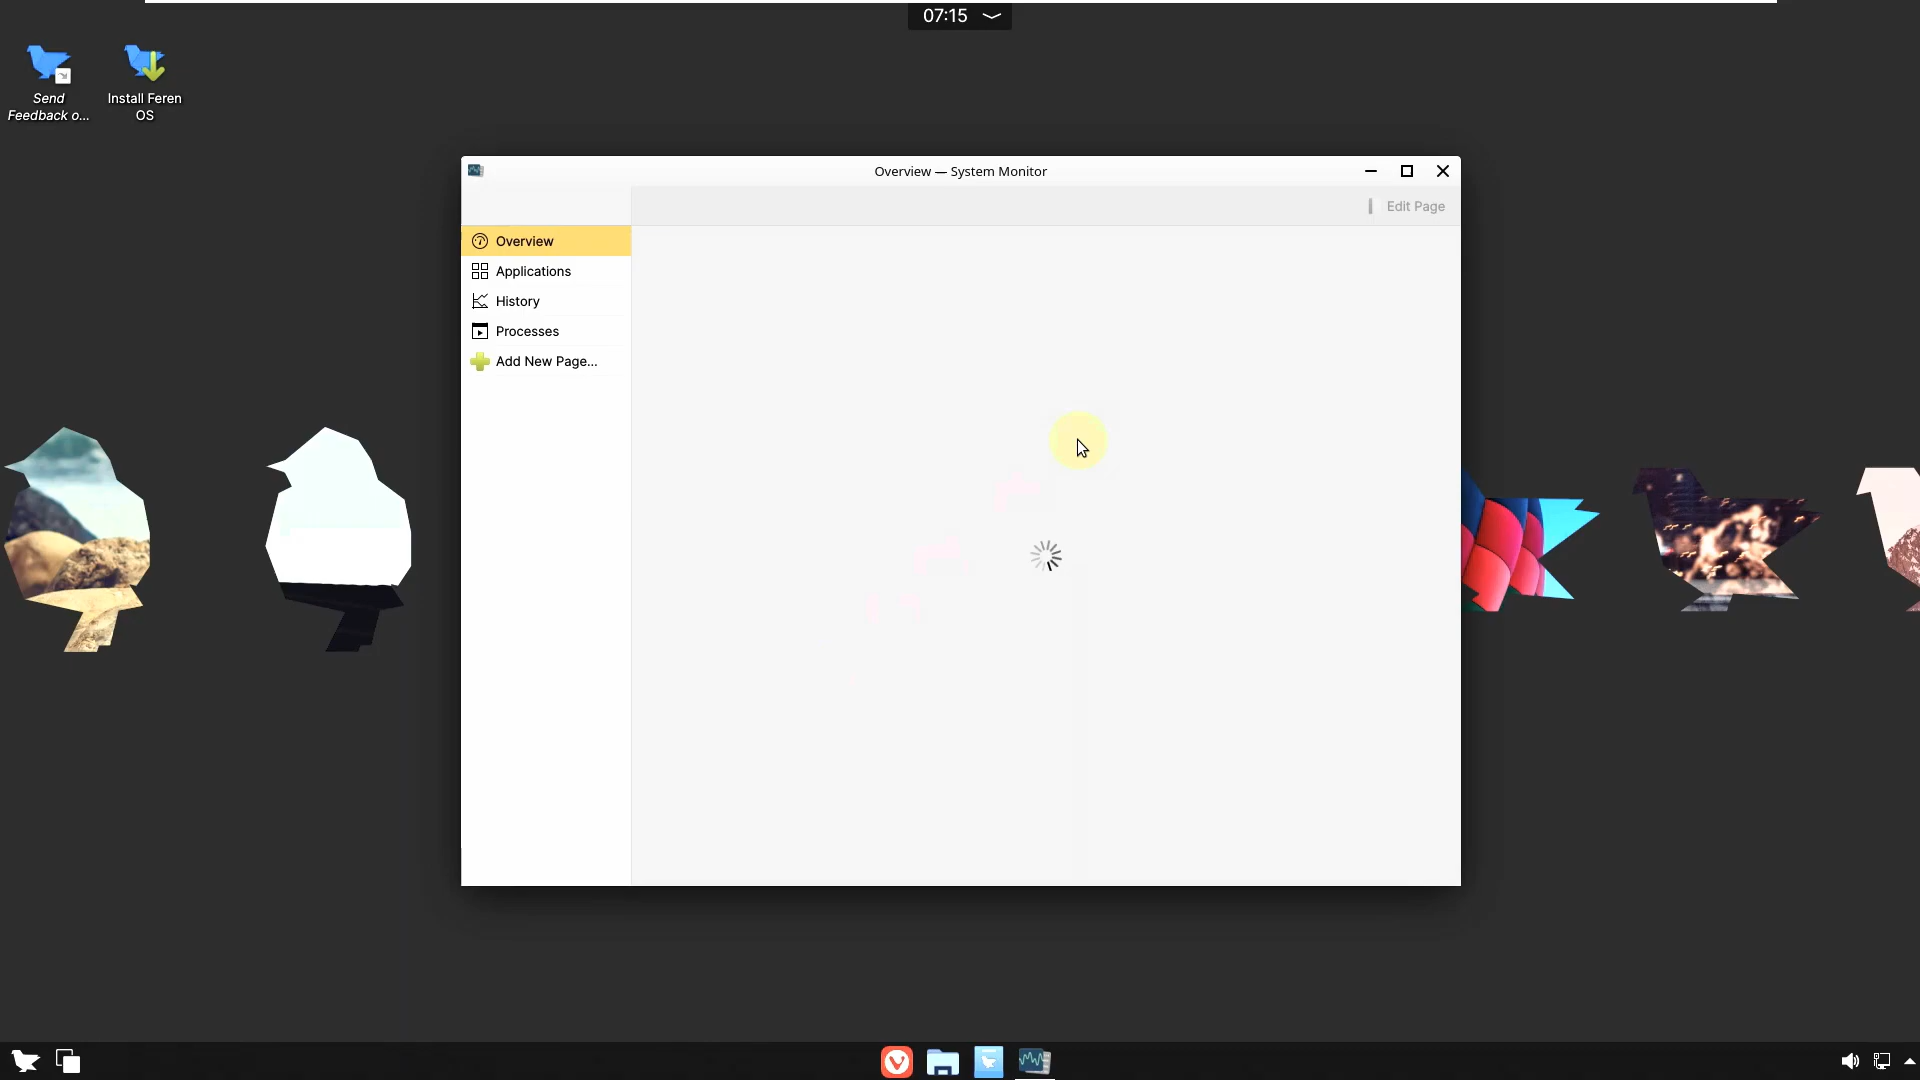 07:15
Send
Feedback o...
Install Feren
OS
Overview — System Monitor
Edit Page
Overview
Applications
History
Processes
Add New Page...